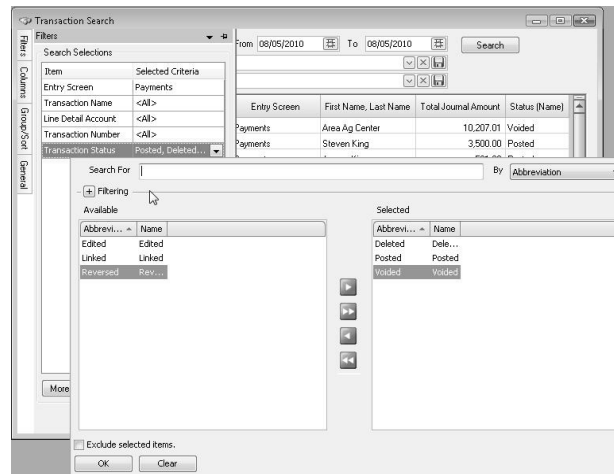 Transaction Search
Filters
Filters
Columns
Group/Sort
General
Search Selections
Item Selected Criteria
Entry Screen Payments
Transaction Name <All>
Line Detail Account <All>
Transaction Number <All>
Transaction Status Posted, Deleted...
From 08/05/2010 To 08/05/2010 Search
Entry Screen First Name, Last Name Total Journal Amount Status (Name)
Payments Area Ag Center 10,207.01 Voided
Payments Steven King 3,500.00 Posted
Search For By Abbreviation
Filtering
Available
Abbrevi... Name
Edited Edited
Linked Linked
Reversed Rev...
Selected
Abbrevi... Name
Deleted Dele...
Posted Posted
Voided Voided
More
Exclude selected items.
OK Clear